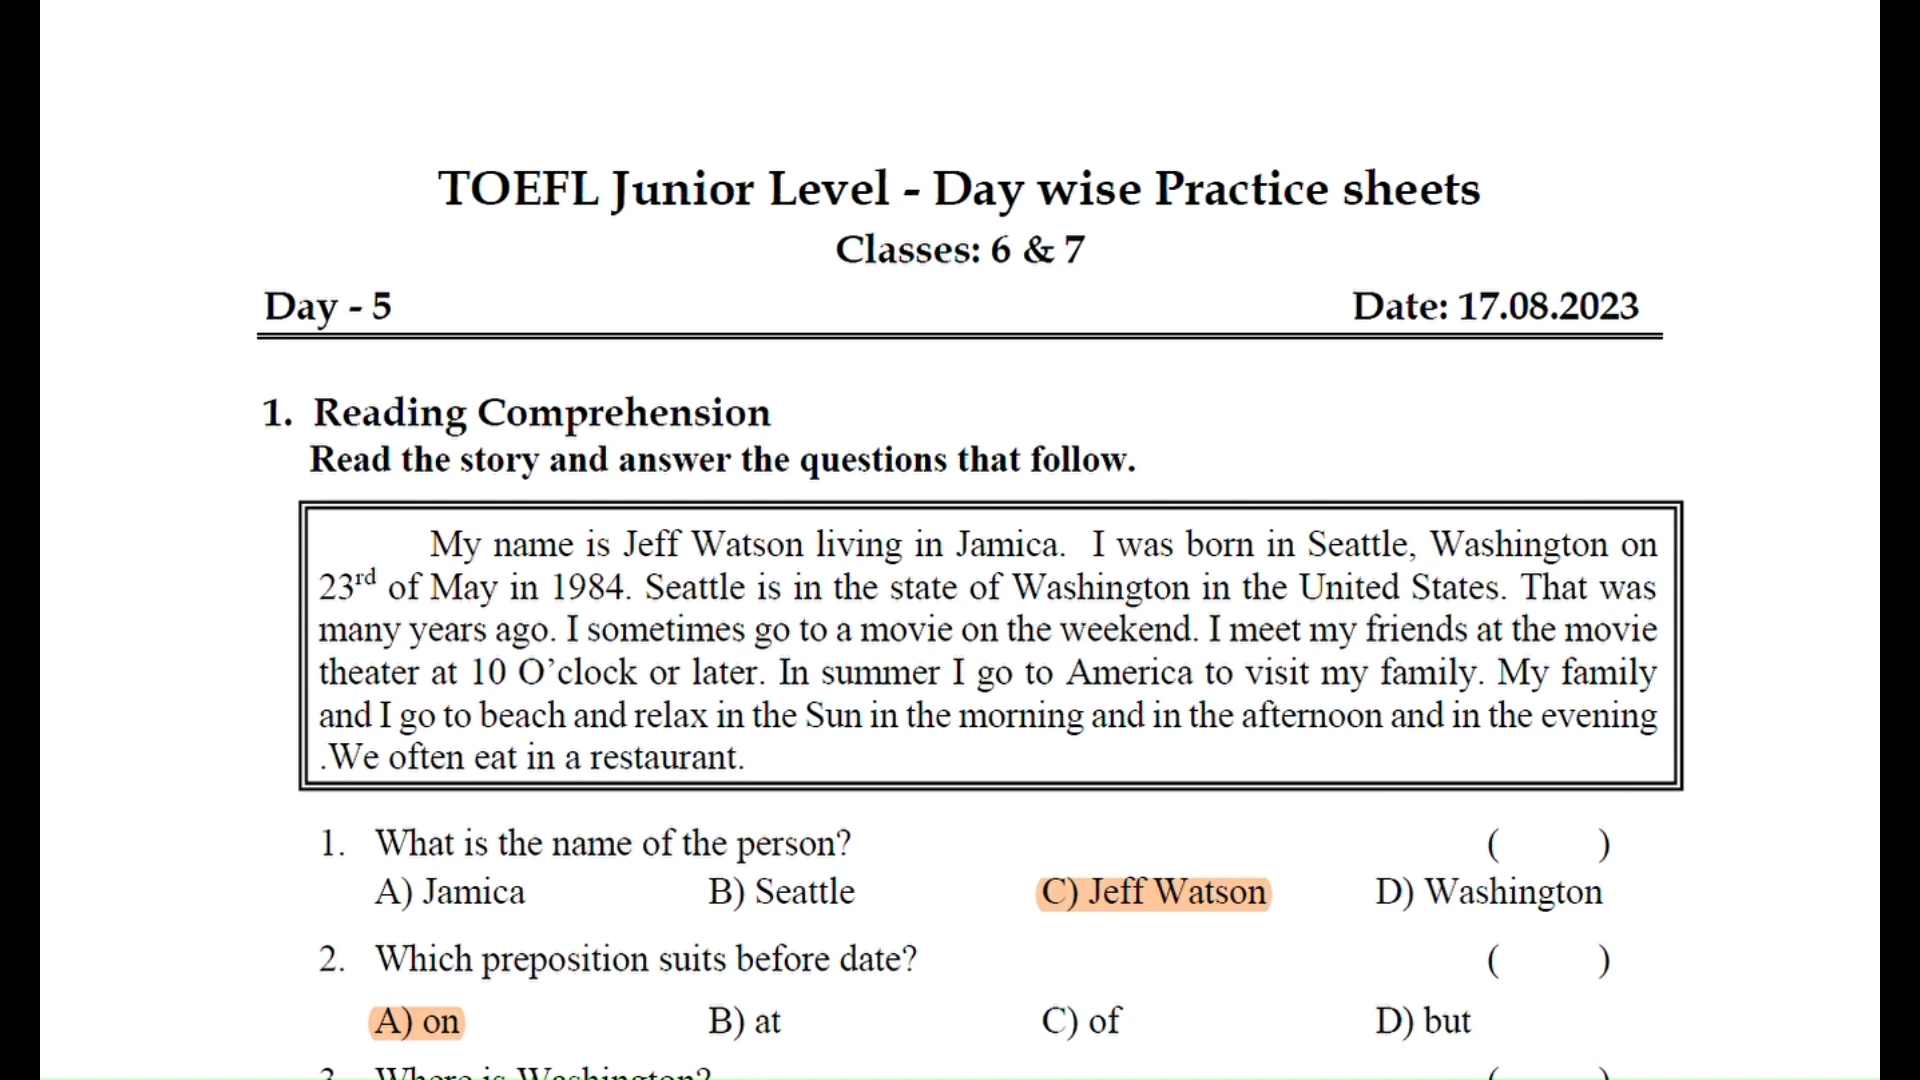 TOEFL Junior Level - Day wise Practice sheets
Classes: 6 & 7
Day - 5 Date: 17.08.2023
1. Reading Comprehension
Read the story and answer the questions that follow.
My name is Jeff Watson living in Jamica. I was born in Seattle, Washington on
23rd of May in 1984. Seattle is in the state of Washington in the United States. That was
many years ago. I sometimes go to a movie on the weekend. I meet my friends at the movie
theater at 10 O’clock or later. In summer I go to America to visit my family. My family
and I go to beach and relax in the Sun in the morning and in the afternoon and in the evening
.We often eat in a restaurant.
1. What is the name of the person? ( )
A) Jamica B) Seattle C) Jeff Watson D) Washington
2. Which preposition suits before date? ( )
A) on B) at C) of D) but
3. Where is Washington? ( )